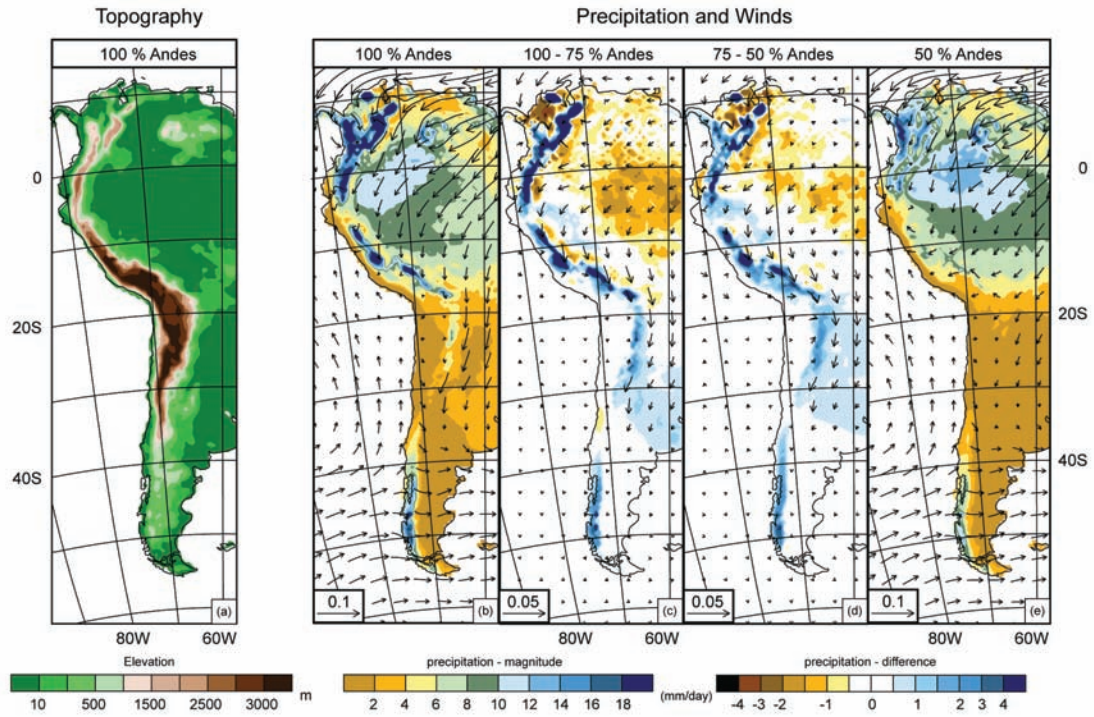 Topography
Precipitation and Winds
100 % Andes
100 % Andes
100 - 75 % Andes
75 - 50 % Andes
50 % Andes
0
0
20S
20S
40S
40S
(a)
0.1
(b)
0.05
(c)
0.05
(d)
0.1
(e)
80W 60W
80W 60W
80W 60W
Elevation
precipitation - magnitude
precipitation - difference
10 500 1500 2500 3000 m
2 4 6 8 10 12 14 16 18 (mm/day)
-4 -3 -2 -1 0 1 2 3 4